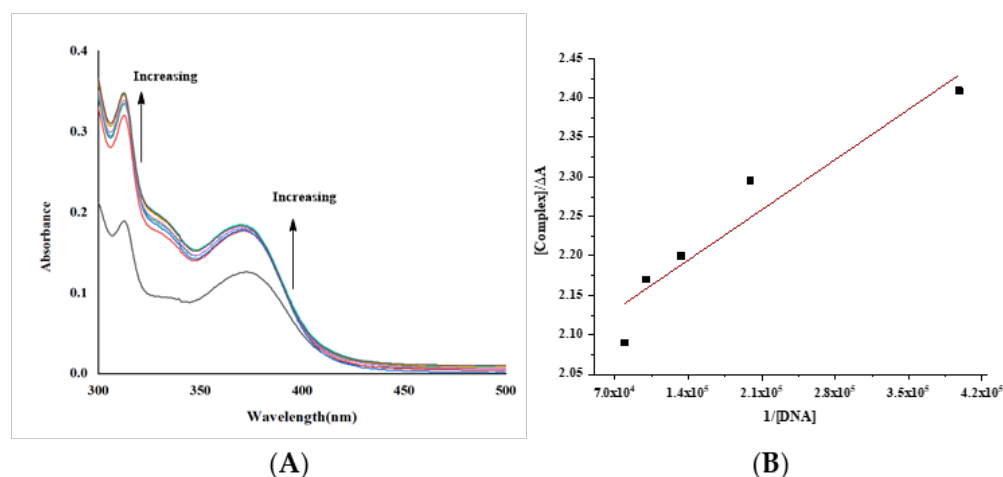 0.4
0.3
0.2
0.1
0.0
Absorbance
Increasing
Increasing
300
350
400
450
500
Wavelength(nm)
(A)
2.45
2.40
2.35
2.30
2.25
2.20
2.15
2.10
2.05
[Complex]/ΔA
7.0x10⁴
1.4x10⁵
2.1x10⁵
2.8x10⁵
3.5x10⁵
4.2x10⁵
1/[DNA]
(B)